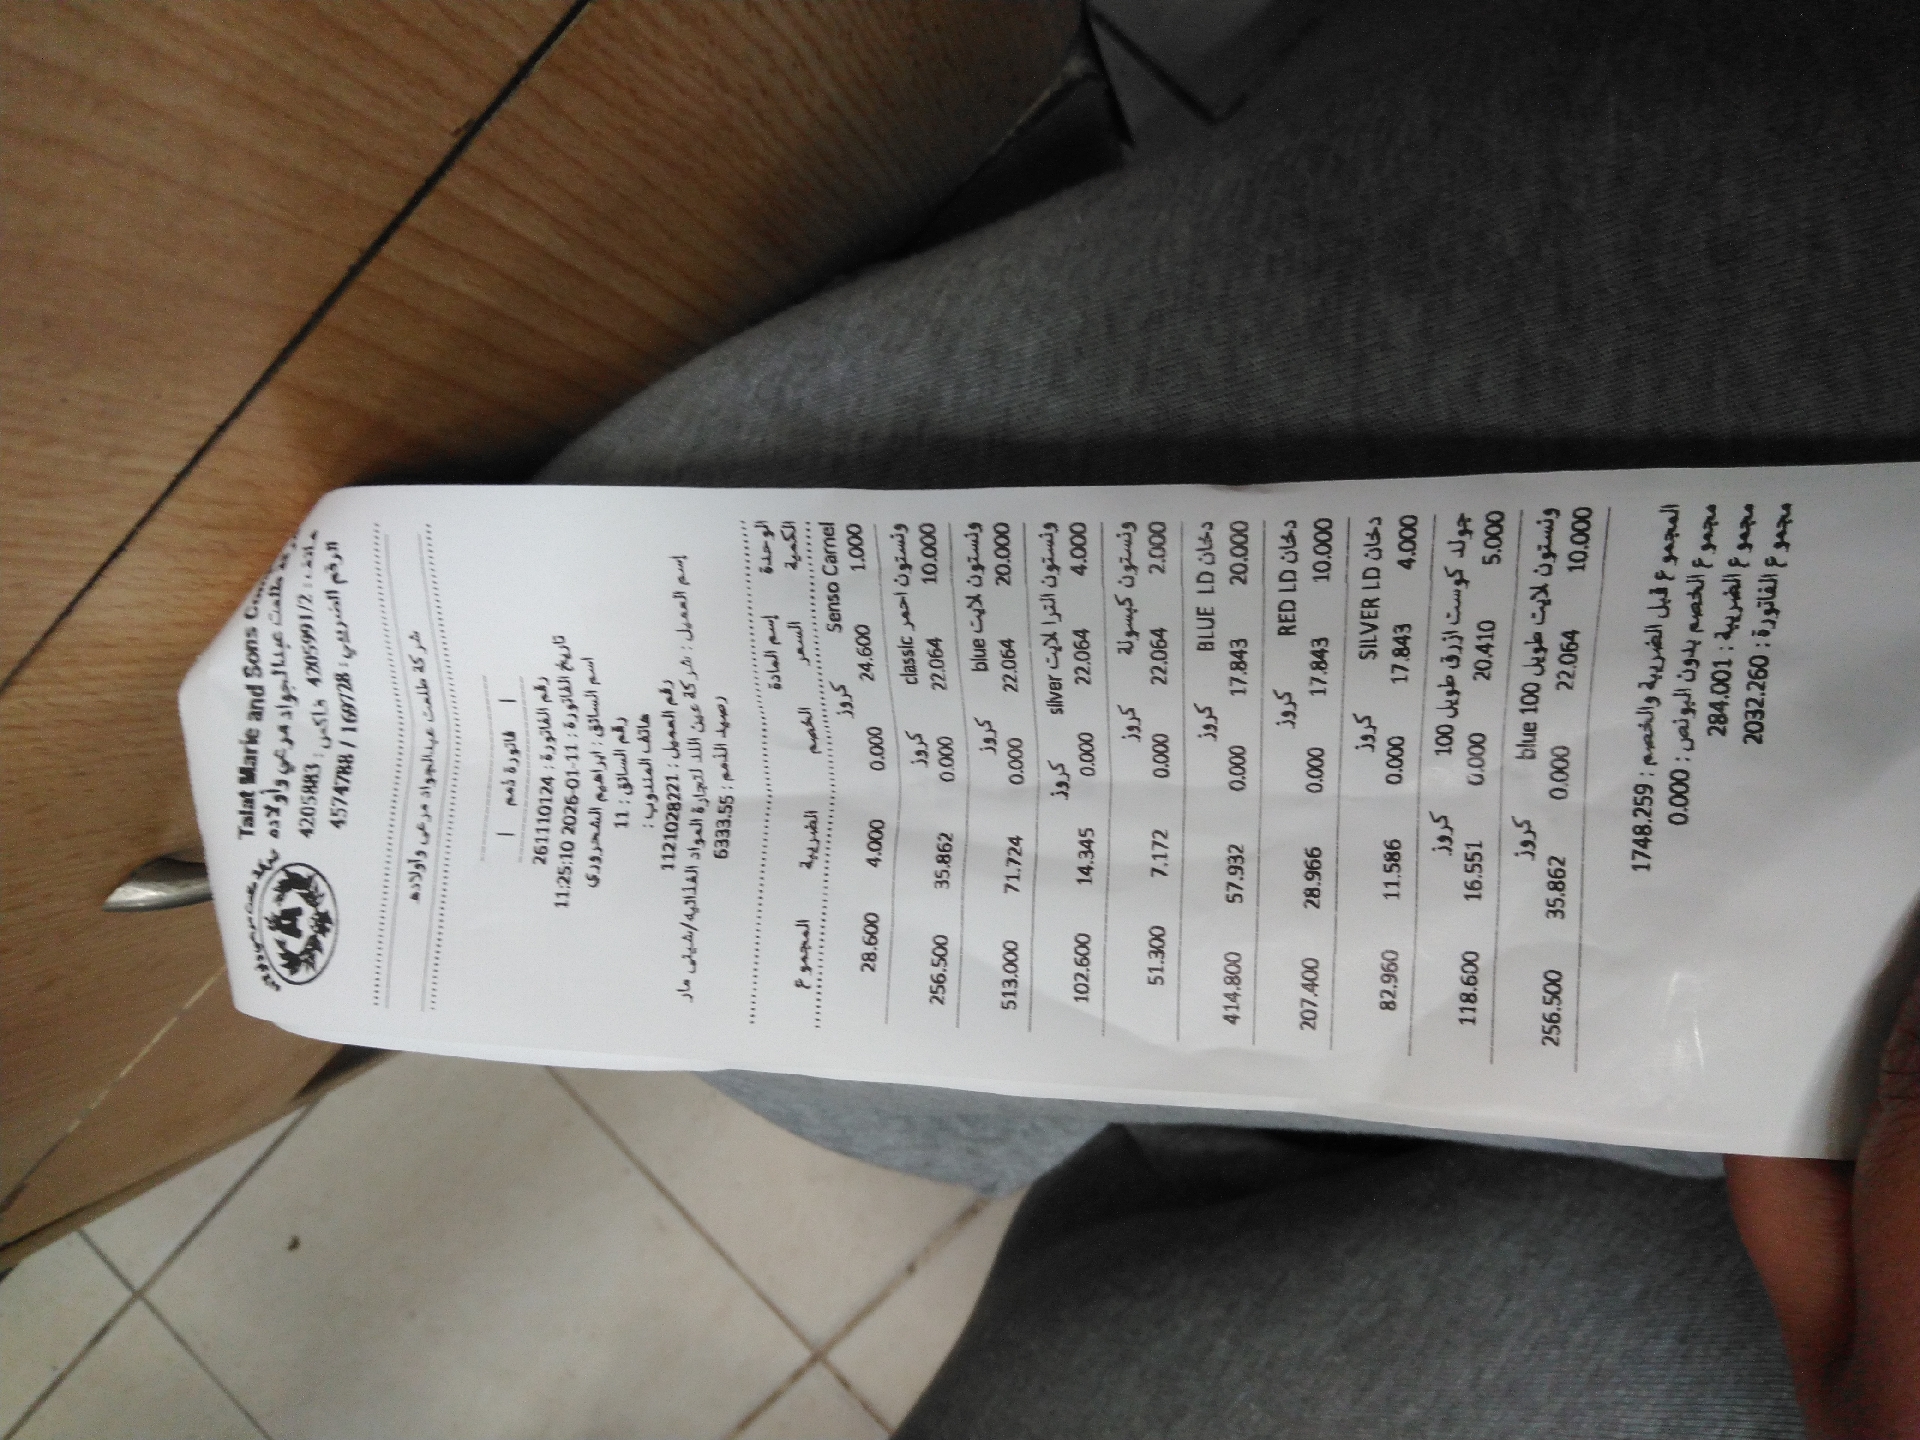 Talat Marie and Sons
طلعت عبدالجواد مرعي وأولاده
4205883 فاكس : 4205991/2
الرقم الضريبي : 169728 / 4574788
شركة طلعت عبدالجواد مرعي وأولاده
| فاتورة ذمم |
رقم الفاتورة : 261110124
تاريخ الفاتورة : 11-01-2026 11:25:10
اسم السائق : ابراهيم الشحروري
رقم السائق : 11
هاتف المندوب :
رقم العميل : 1121028221
إسم العميل : شركة عين اللد لتجارة المواد الغذائيه/شيلي مار
رصيد الذمم : 6333.55
إسم المادة الوحدة
الكمية السعر الخصم الضريبة المجموع
Senso Camel كروز
1.000 24.600 0.000 4.000 28.600
ونستون احمر classic كروز
10.000 22.064 0.000 35.862 256.500
ونستون لايت blue كروز
20.000 22.064 0.000 71.724 513.000
ونستون الترا لايت silver كروز
4.000 22.064 0.000 14.345 102.600
ونستون كبسولة كروز
2.000 22.064 0.000 7.172 51.300
دخان BLUE LD كروز
20.000 17.843 0.000 57.932 414.800
دخان RED LD كروز
10.000 17.843 0.000 28.966 207.400
دخان SILVER LD كروز
4.000 17.843 0.000 11.586 82.960
جولد كوست ازرق طويل 100 كروز
5.000 20.410 0.000 16.551 118.600
ونستون لايت طويل blue 100 كروز
10.000 22.064 0.000 35.862 256.500
المجموع قبل الضريبة والخصم : 1748.259
مجموع الخصم بدون البونص : 0.000
مجموع الضريبة : 284.001
مجموع الفاتورة : 2032.260